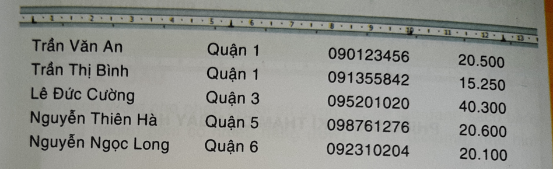 Trần Văn An Quận 1 090123456 20.500
Trần Thị Bình Quận 1 091355842 15.250
Lê Đức Cường Quận 3 095201020 40.300
Nguyễn Thiên Hà Quận 5 098761276 20.600
Nguyễn Ngọc Long Quận 6 092310204 20.100